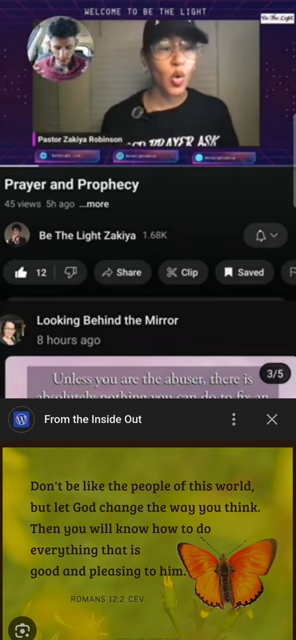 WELCOME TO BE THE LIGHT
Be The Light
Pastor Zakiya Robinson
PRAYER ASK
Prayer and Prophecy
45 views 5h ago ...more
Be The Light Zakiya 1.68K
12 Share Clip Saved
Looking Behind the Mirror
8 hours ago
3/5
Unless you are the abuser, there is
absolutely nothing you can do to fix an
From the Inside Out
Don't be like the people of this world,
but let God change the way you think.
Then you will know how to do
everything that is
good and pleasing to him.
ROMANS 12:2 CEV